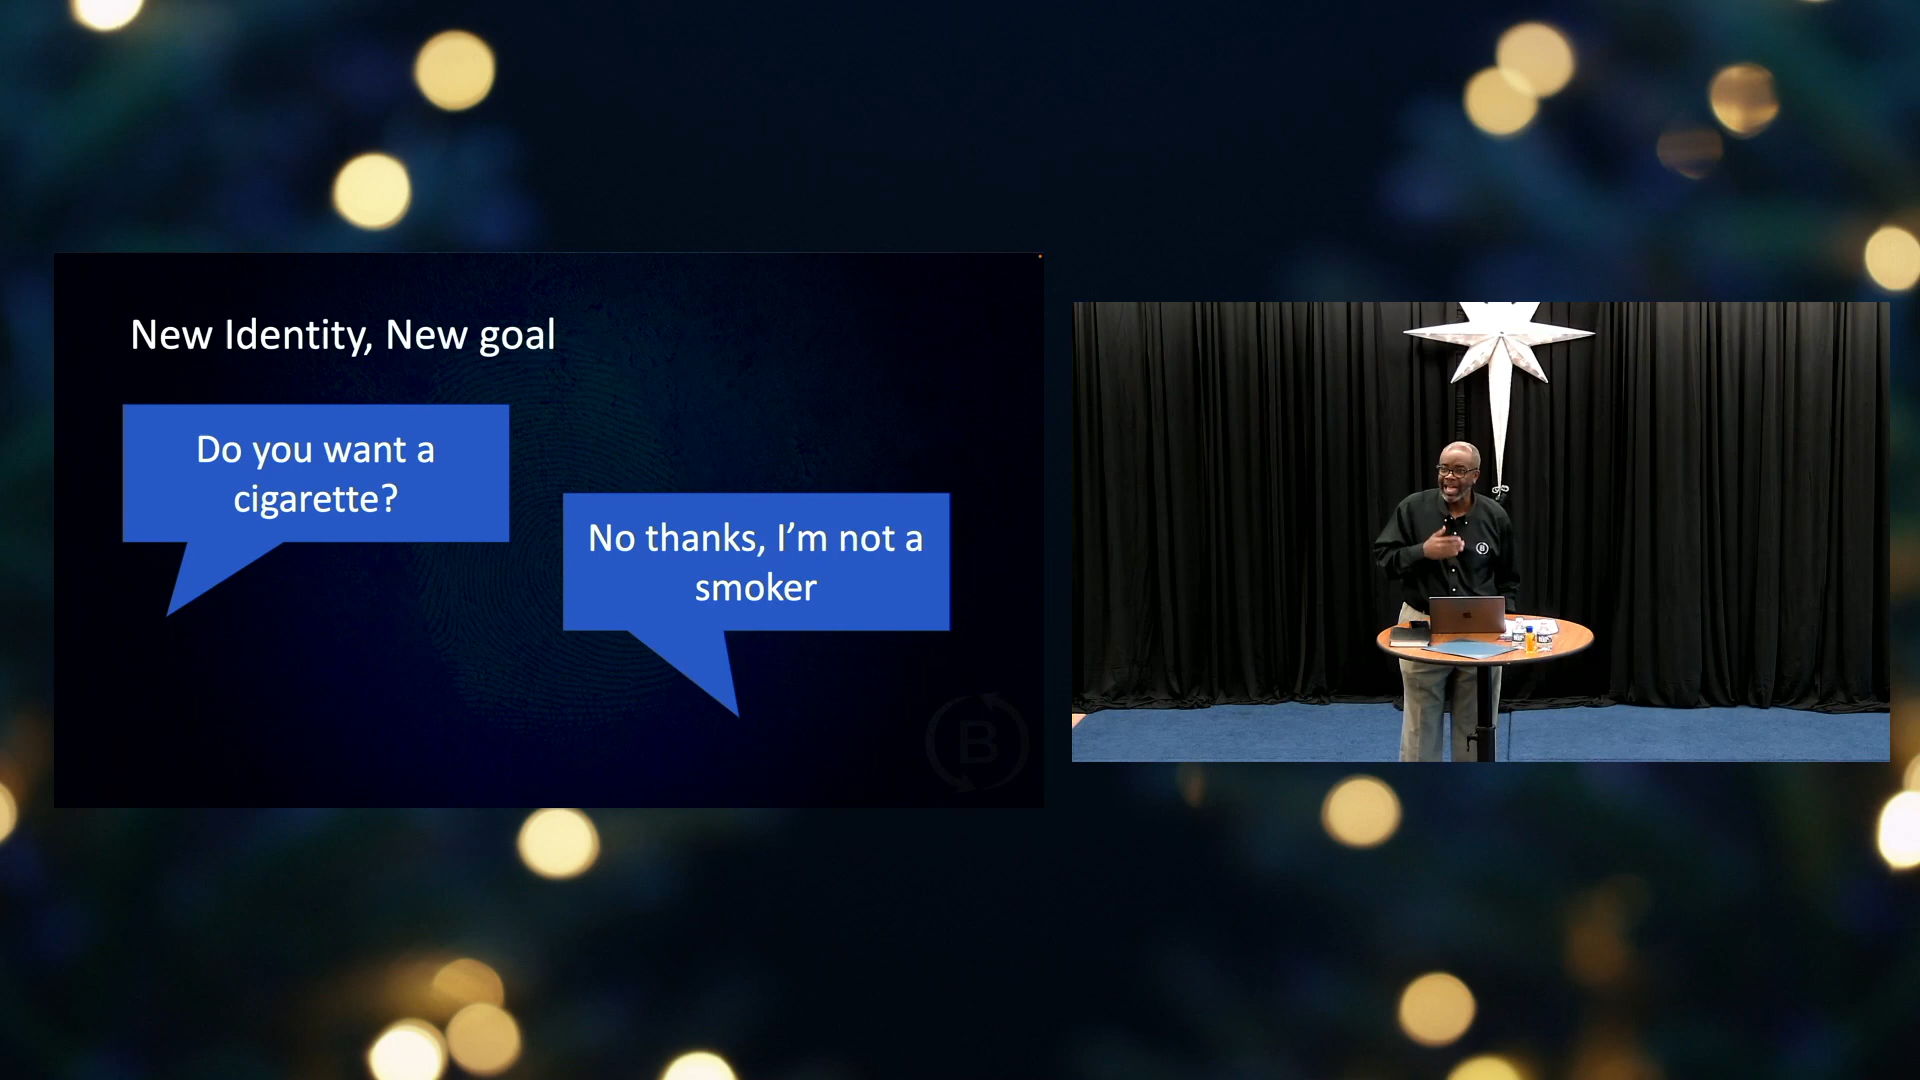 New Identity, New goal
Do you want a
cigarette?
No thanks, I’m not a
smoker
B
B